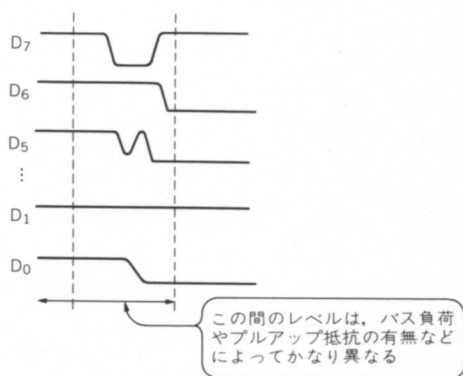 D7
D6
D5
⋮
D1
D0
この間のレベルは，バス負荷
やプルアップ抵抗の有無など
によってかなり異なる